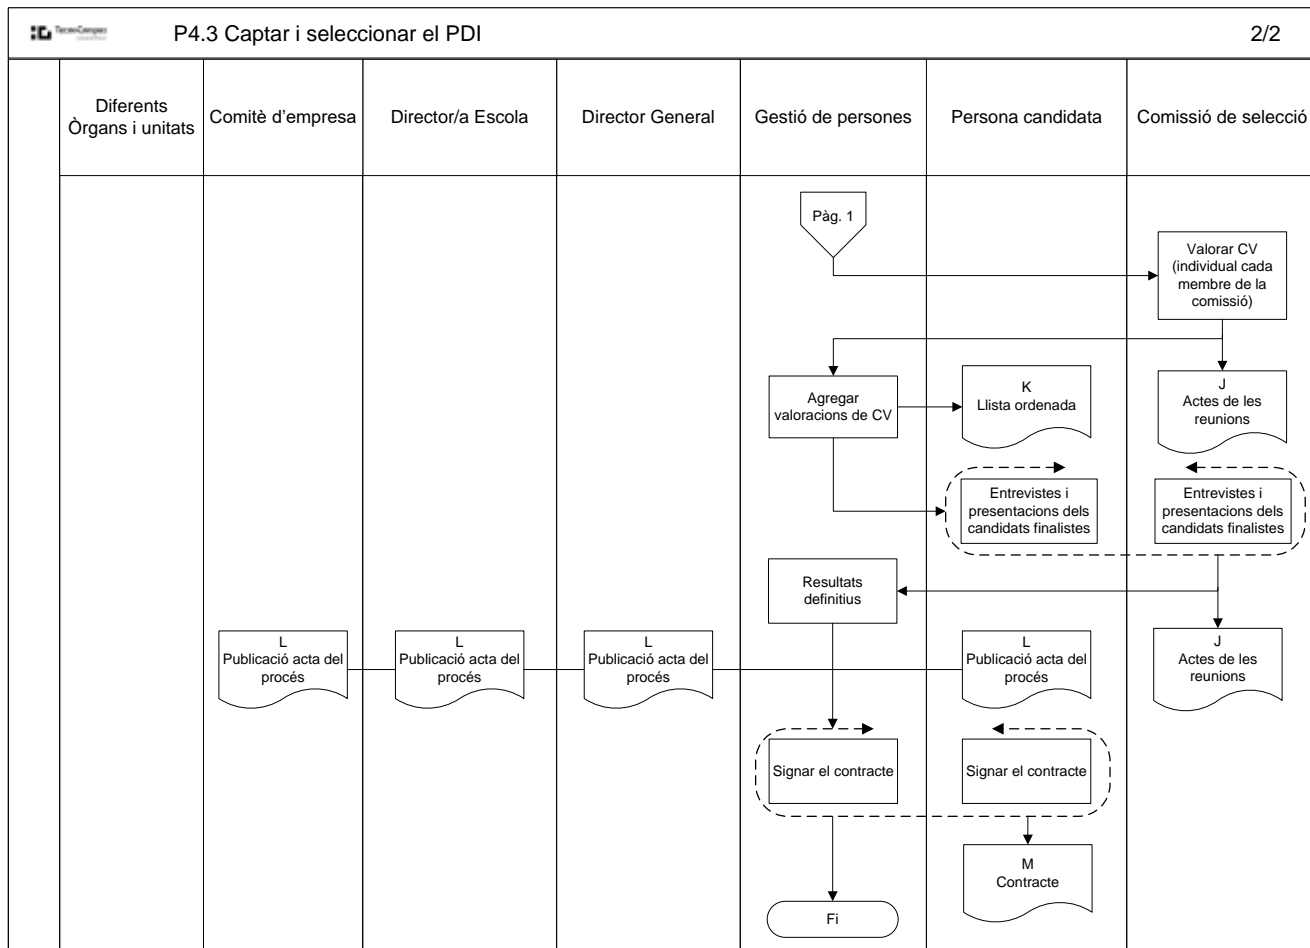 TecnoCampus
P4.3 Captar i seleccionar el PDI
2/2
Diferents
Òrgans i unitats
Comitè d'empresa
Director/a Escola
Director General
Gestió de persones
Persona candidata
Comissió de selecció
Pàg. 1
Valorar CV
(individual cada
membre de la
comissió)
Agregar
valoracions de CV
K
Llista ordenada
J
Actes de les
reunions
Entrevistes i
presentacions dels
candidats finalistes
Entrevistes i
presentacions dels
candidats finalistes
Resultats
definitius
L
Publicació acta del
procés
L
Publicació acta del
procés
L
Publicació acta del
procés
L
Publicació acta del
procés
J
Actes de les
reunions
Signar el contracte
Signar el contracte
M
Contracte
Fi